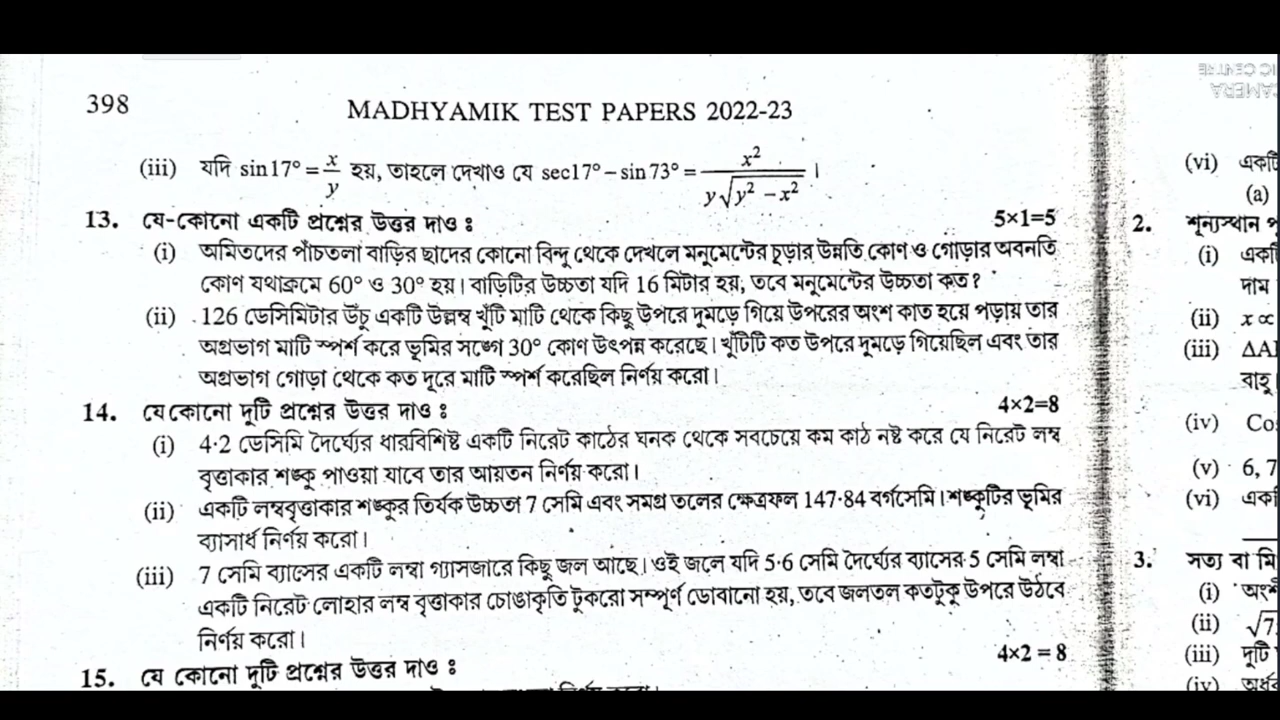 398
MADHYAMIK TEST PAPERS 2022-23
(iii) যদি sin17° = x/y হয়, তাহলে দেখাও যে sec17° – sin73° = x²/(y√(y² – x²)) ।
13. যে-কোনো একটি প্রশ্নের উত্তর দাও ঃ 5×1=5
(i) অমিতদের পাঁচতলা বাড়ির ছাদের কোনো বিন্দু থেকে দেখলে মনুমেন্টের চূড়ার উন্নতি কোণ ও গোড়ার অবনতি
কোণ যথাক্রমে 60° ও 30° হয়। বাড়িটির উচ্চতা যদি 16 মিটার হয়, তবে মনুমেন্টের উচ্চতা কত?
(ii) 126 ডেসিমিটার উঁচু একটি উল্লম্ব খুঁটি মাটি থেকে কিছু উপরে দুমড়ে গিয়ে উপরের অংশ কাত হয়ে পড়ায় তার
অগ্রভাগ মাটি স্পর্শ করে ভূমির সঙ্গে 30° কোণ উৎপন্ন করেছে। খুঁটিটি কত উপরে দুমড়ে গিয়েছিল এবং তার
অগ্রভাগ গোড়া থেকে কত দূরে মাটি স্পর্শ করেছিল নির্ণয় করো।
14. যে কোনো দুটি প্রশ্নের উত্তর দাও ঃ 4×2=8
(i) 4·2 ডেসিমি দৈর্ঘ্যের ধারবিশিষ্ট একটি নিরেট কাঠের ঘনক থেকে সবচেয়ে কম কাঠ নষ্ট করে যে নিরেট লম্ব
বৃত্তাকার শঙ্কু পাওয়া যাবে তার আয়তন নির্ণয় করো।
(ii) একটি লম্ববৃত্তাকার শঙ্কুর তির্যক উচ্চতা 7 সেমি এবং সমগ্র তলের ক্ষেত্রফল 147·84 বর্গসেমি। শঙ্কুটির ভূমির
ব্যাসার্ধ নির্ণয় করো।
(iii) 7 সেমি ব্যাসের একটি লম্বা গ্যাসজারে কিছু জল আছে। ওই জলে যদি 5·6 সেমি দৈর্ঘ্যের ব্যাসের 5 সেমি লম্বা
একটি নিরেট লোহার লম্ব বৃত্তাকার চোঙাকৃতি টুকরো সম্পূর্ণ ডোবানো হয়, তবে জলতল কতটুকু উপরে উঠবে
নির্ণয় করো।
15. যে কোনো দুটি প্রশ্নের উত্তর দাও ঃ 4×2 = 8
(vi) একটি
(a)
2. শূন্যস্থান
(i)
দাম
(ii) x ∝
(iii)
বাহু
(iv)
(v) 6, 7
(vi)
3. সত্য বা
(i)
(ii) √7
(iii) দুটি
(iv)